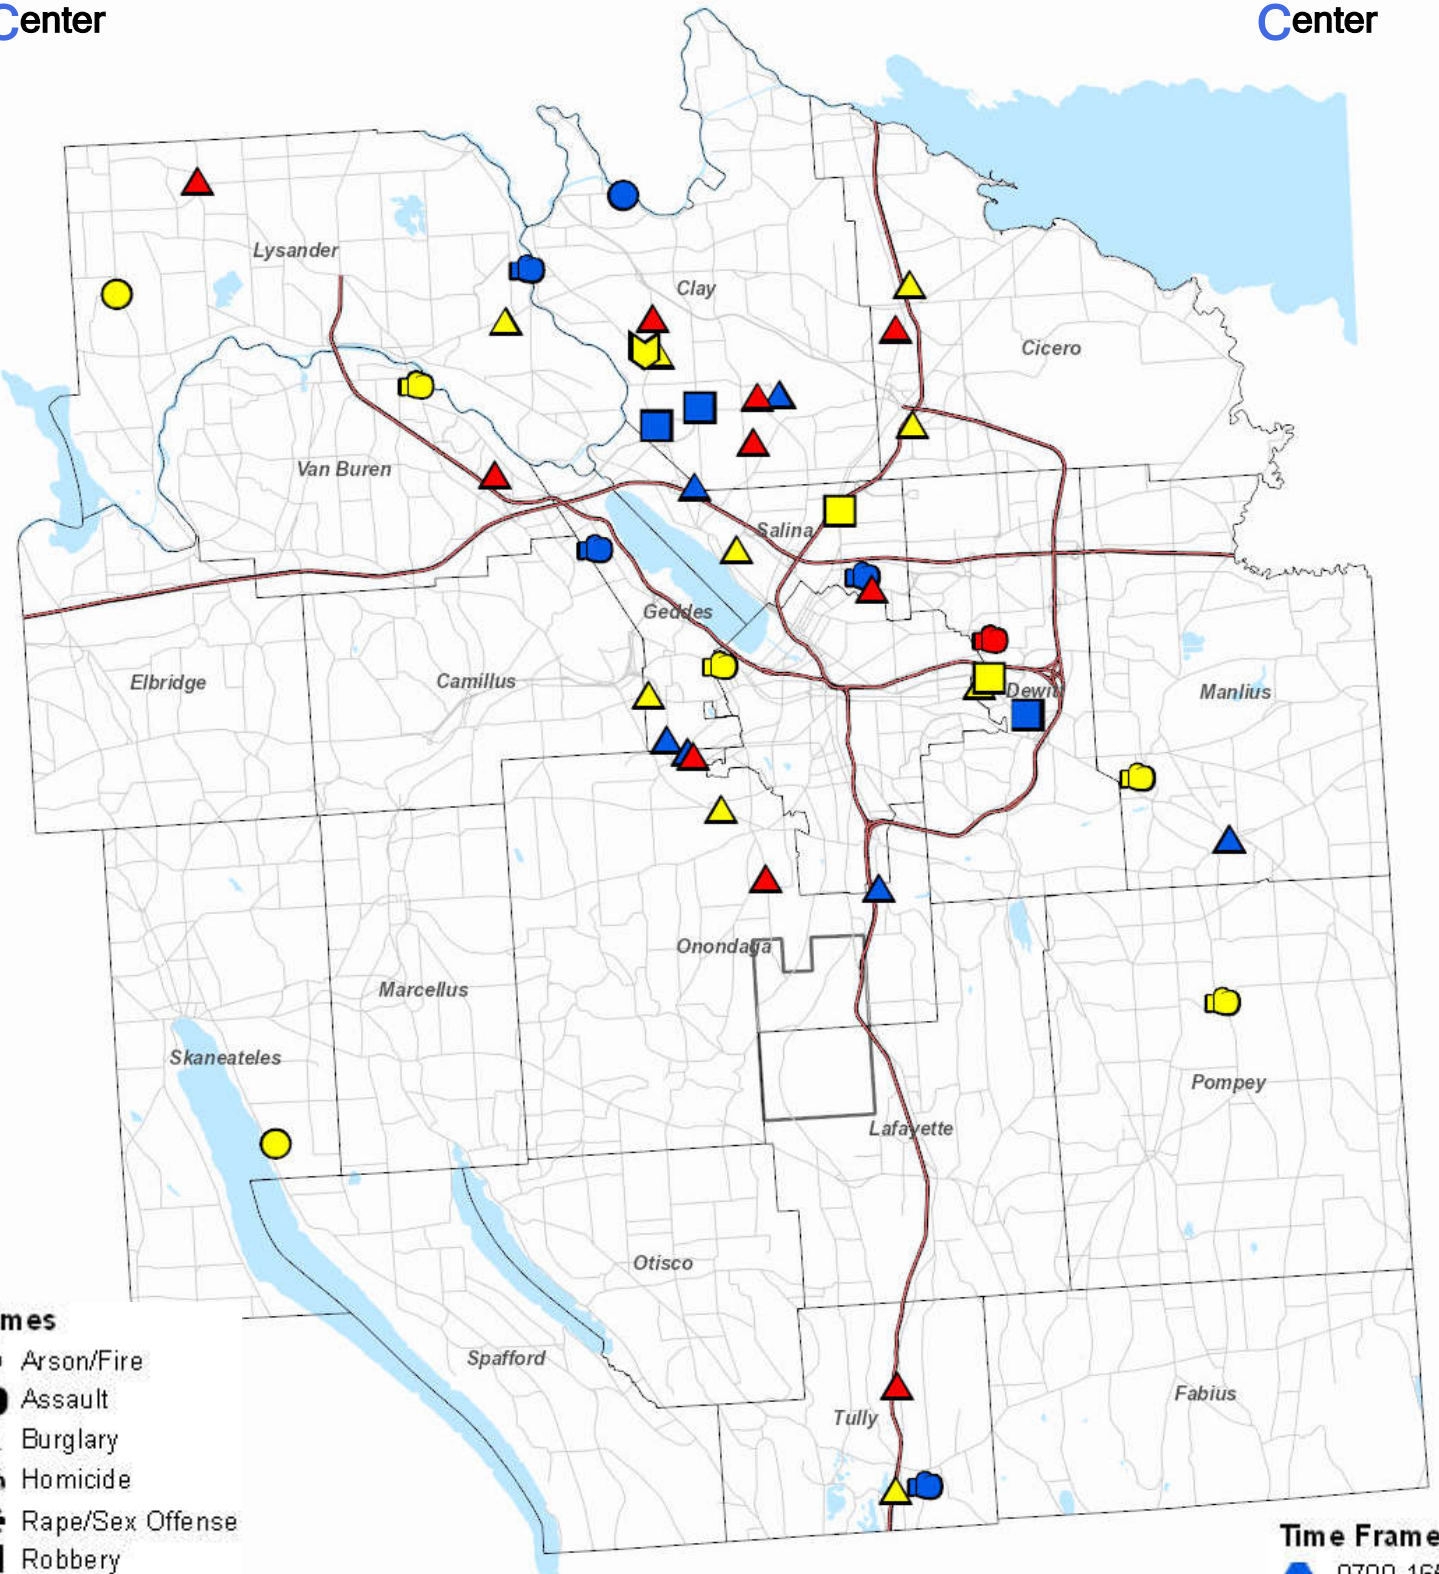 Center
Center
Lysander
Clay
Cicero
Van Buren
Salina
Geddes
Elbridge
Camillus
Dewitt
Manlius
Onondaga
Marcellus
Skaneateles
Pompey
Lafayette
Otisco
Spafford
Fabius
Tully
mes
Arson/Fire
Assault
Burglary
Homicide
Rape/Sex Offense
Robbery
Time Frame